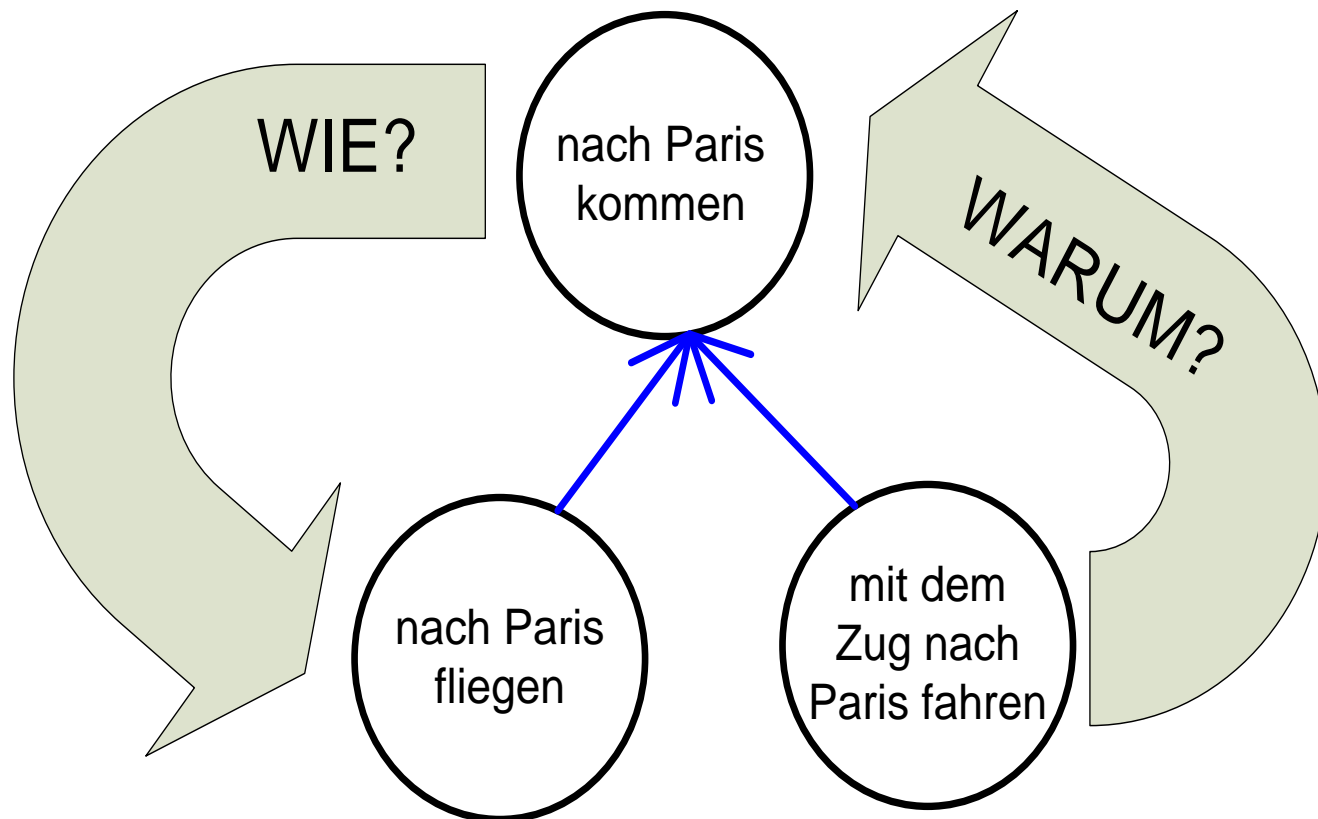 WIE?
nach Paris
kommen
WARUM?
nach Paris
fliegen
mit dem
Zug nach
Paris fahren